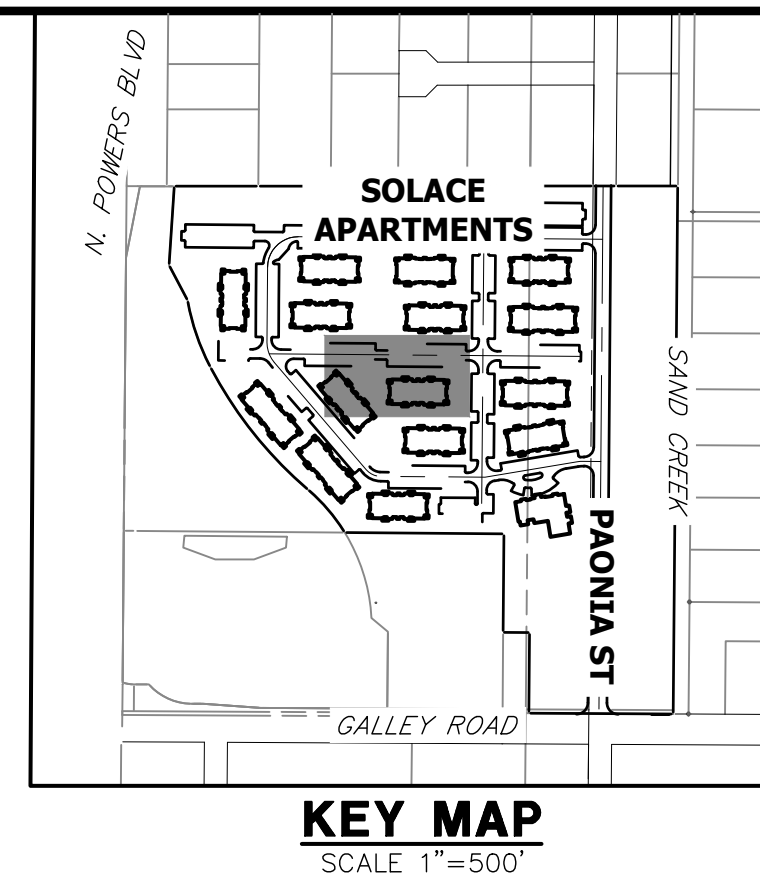 N. POWERS BLVD
SOLACE
APARTMENTS
SAND CREEK
PAONIA ST
GALLEY ROAD
KEY MAP
SCALE 1"=500'